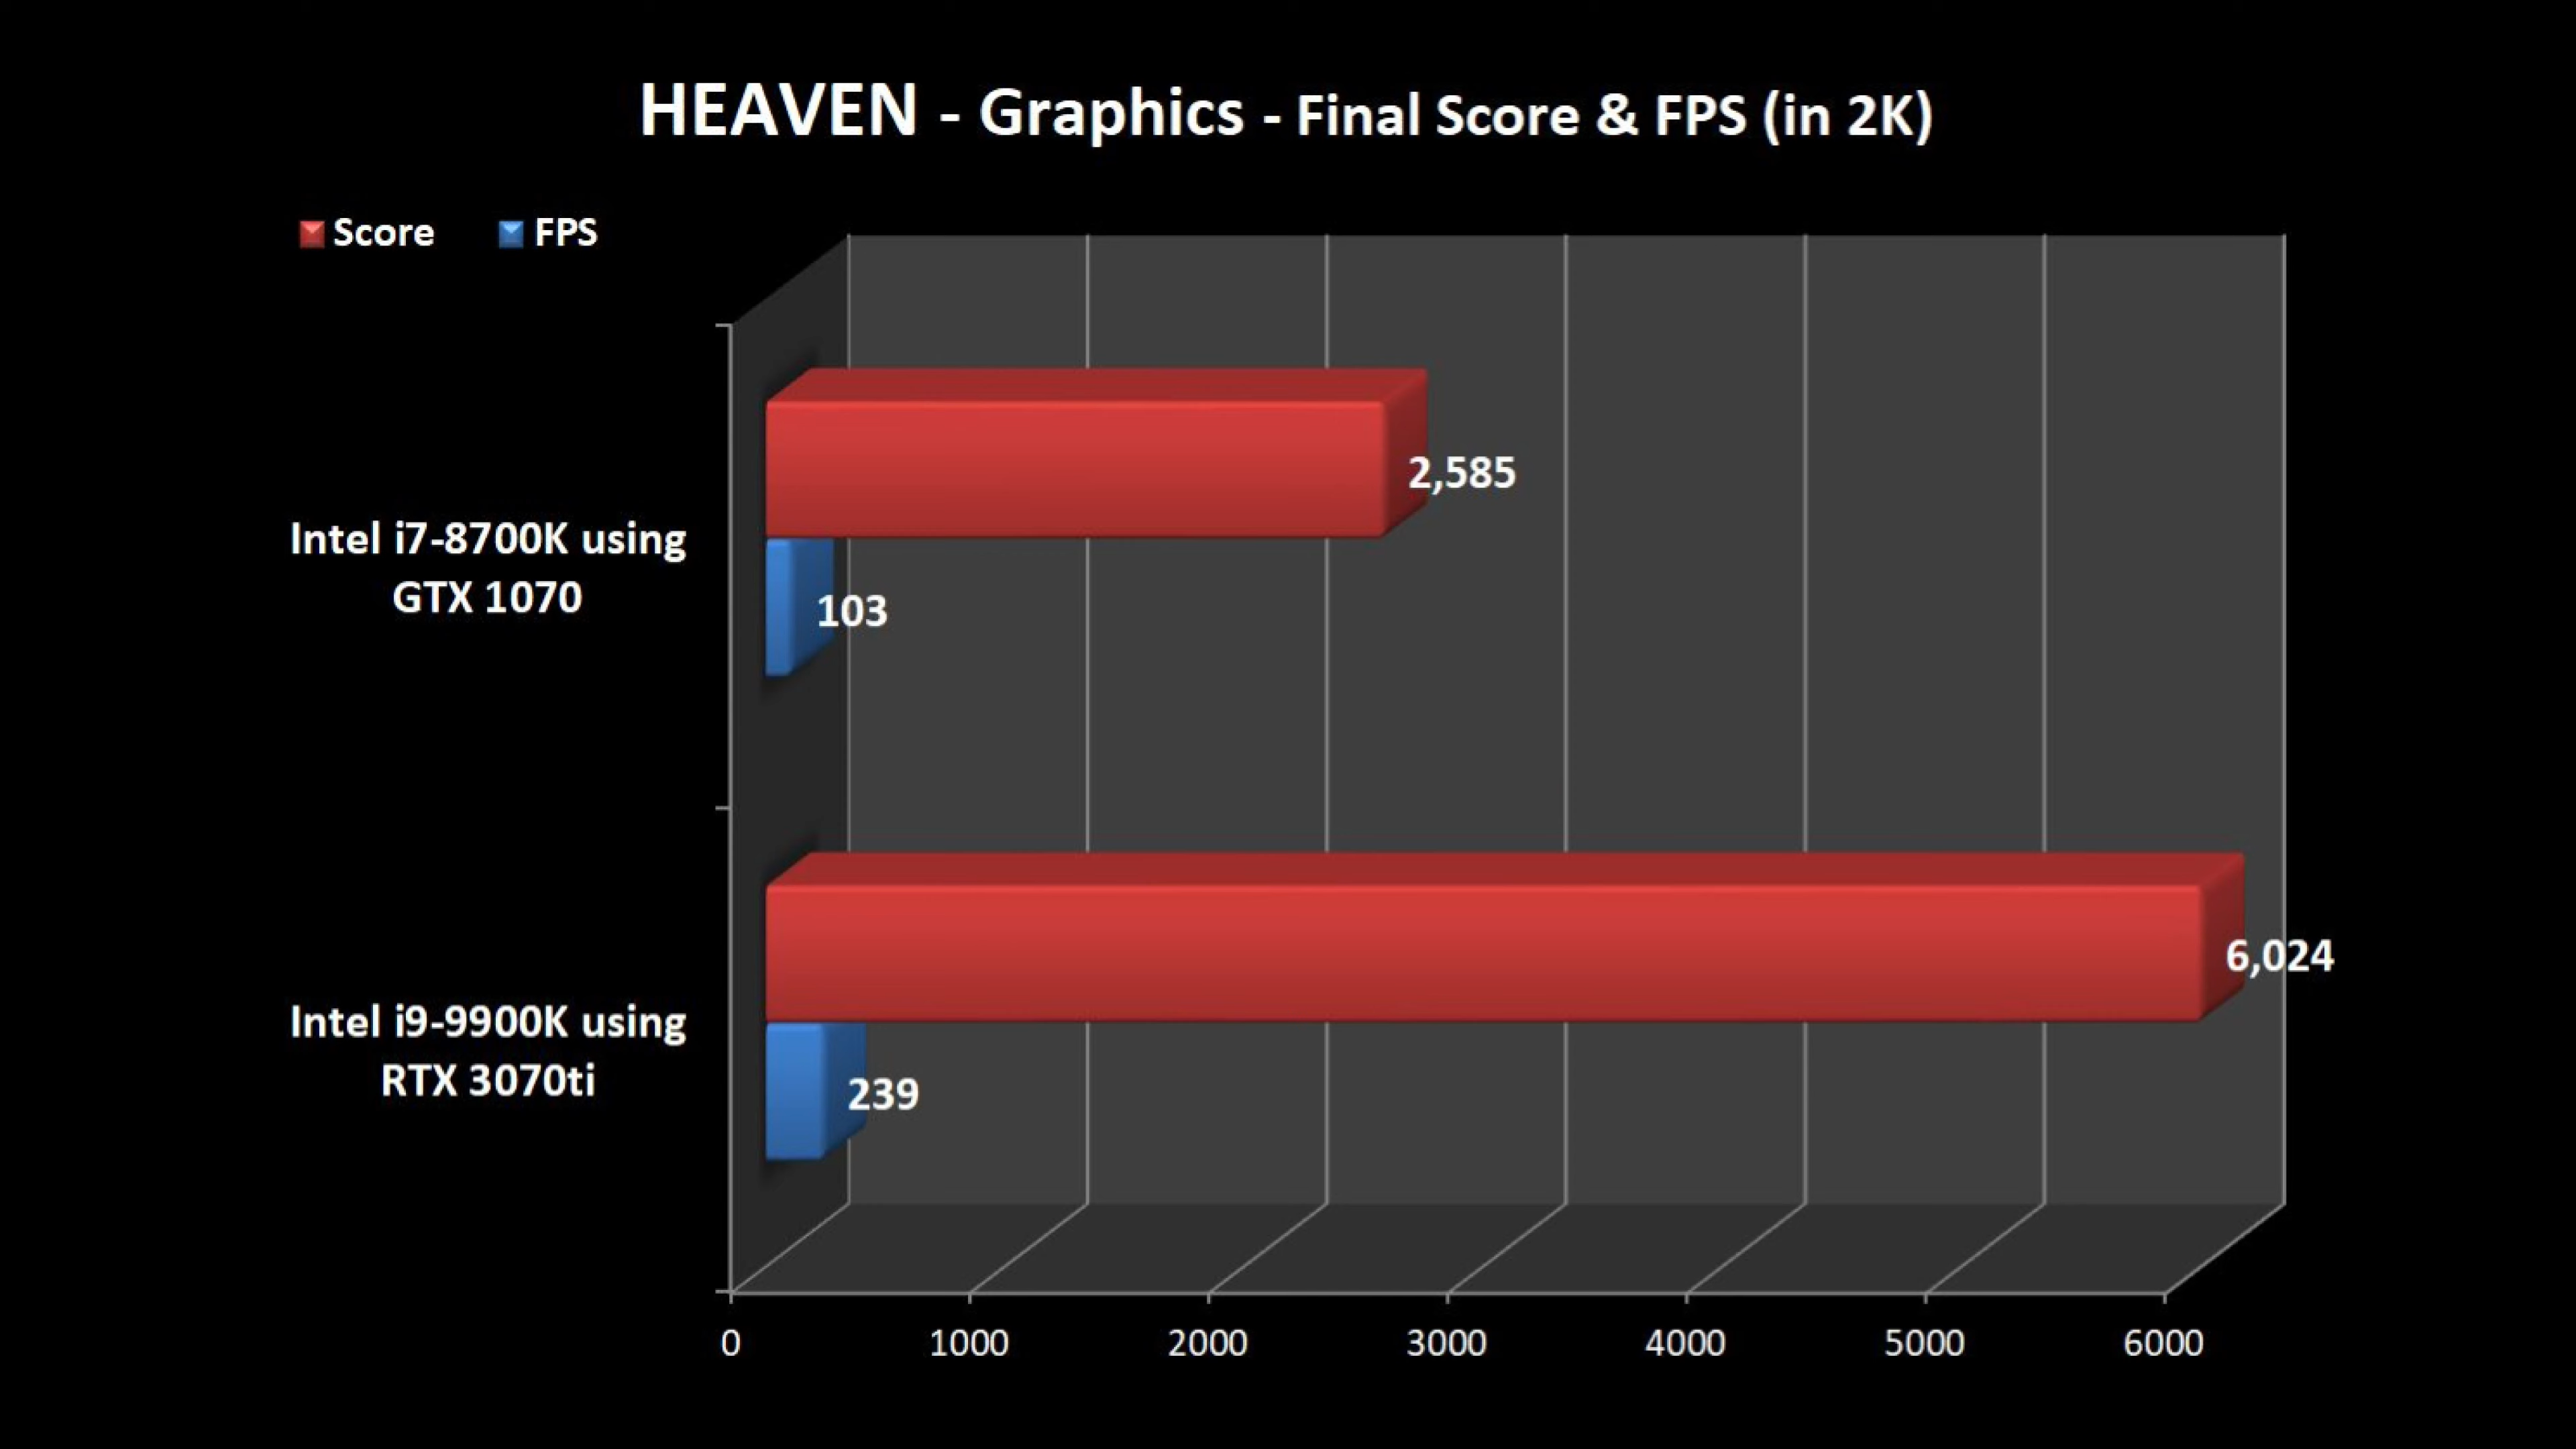 HEAVEN - Graphics - Final Score & FPS (in 2K)
Score FPS
2,585
Intel i7-8700K using
GTX 1070
103
6,024
Intel i9-9900K using
RTX 3070ti
239
0 1000 2000 3000 4000 5000 6000